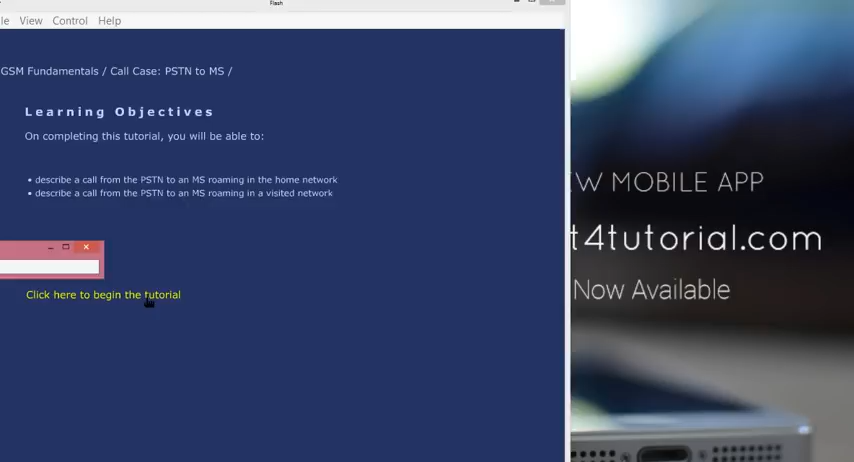 Flash
View Control Help
GSM Fundamentals / Call Case: PSTN to MS /
Learning Objectives
On completing this tutorial, you will be able to:
• describe a call from the PSTN to an MS roaming in the home network
• describe a call from the PSTN to an MS roaming in a visited network
Click here to begin the tutorial
MOBILE APP
t4tutorial.com
Now Available